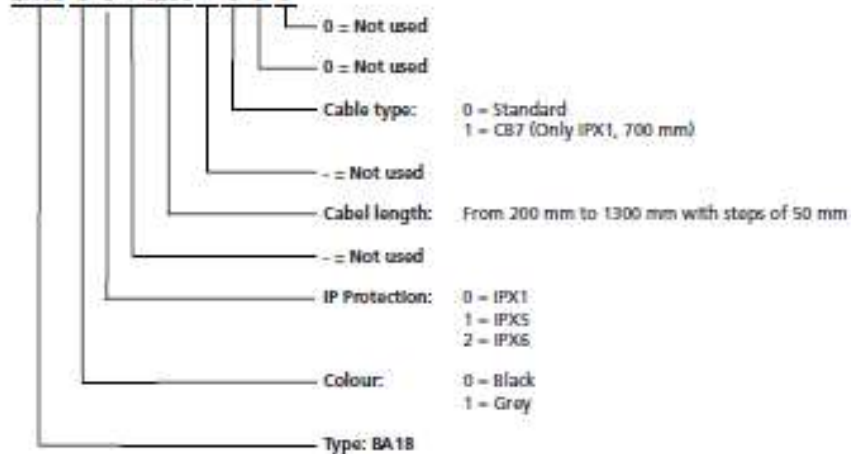 0 = Not used
0 = Not used
Cable type: 0 = Standard
1 = CB7 (Only IPX1, 700 mm)
- = Not used
Cabel length: From 200 mm to 1300 mm with steps of 50 mm
- = Not used
IP Protection: 0 = IPX1
1 = IPX5
2 = IPX6
Colour: 0 = Black
1 = Grey
Type: BA18